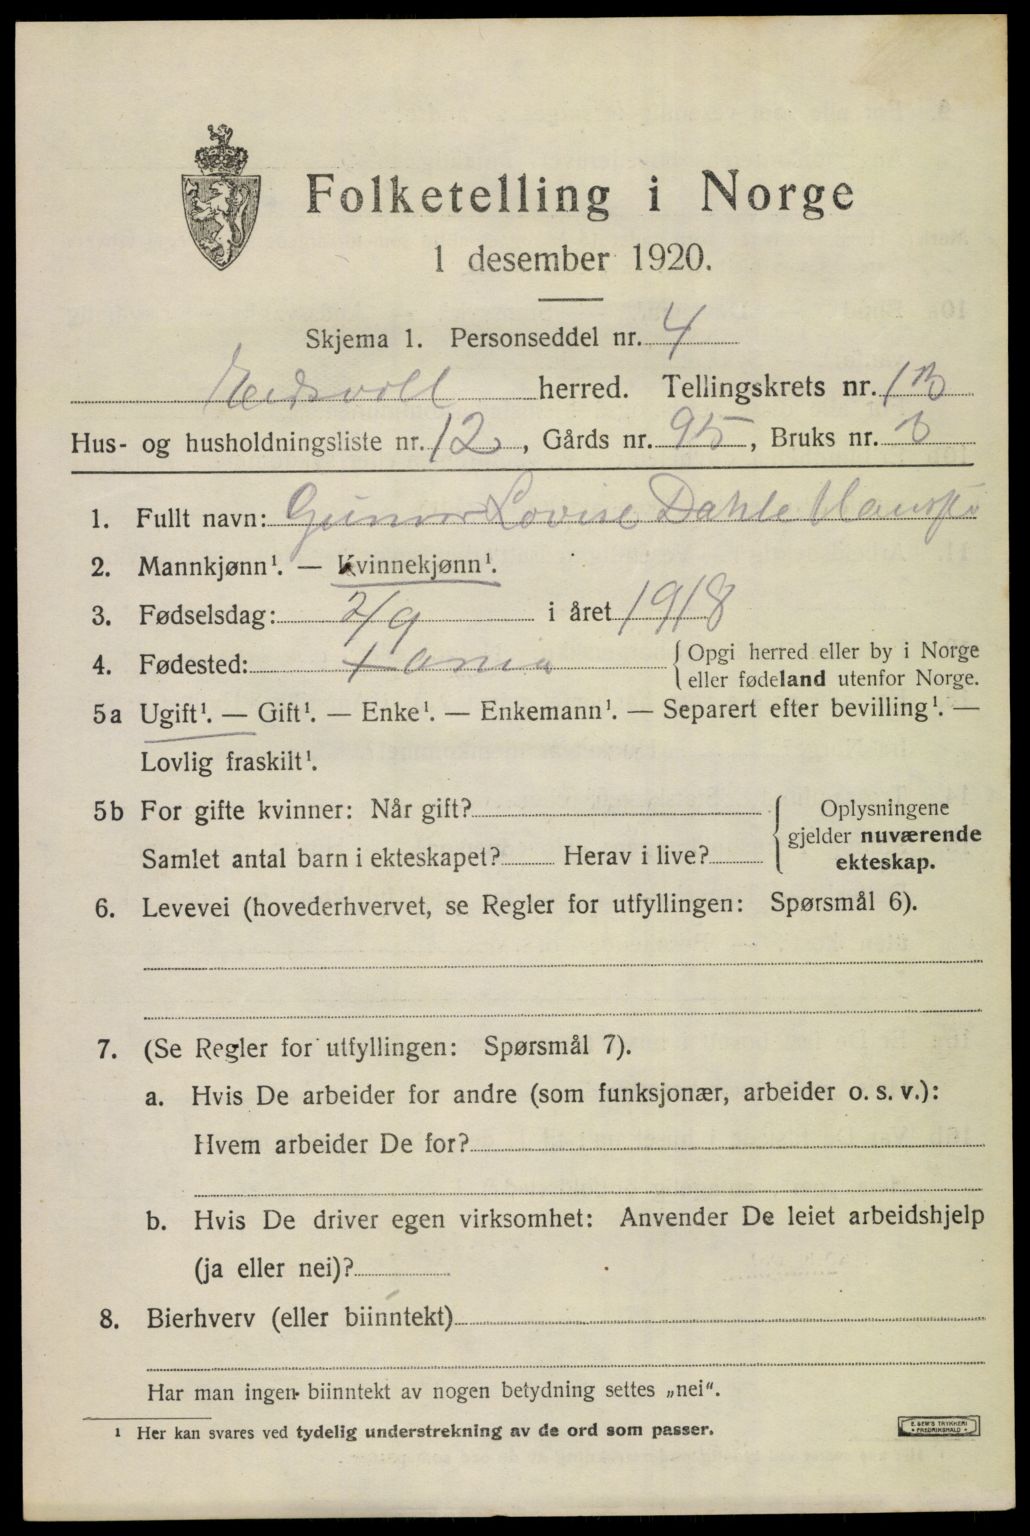 Folketelling i Norge
1 desember 1920.
Skjema 1. Personseddel nr. 4
Eidsvoll herred. Tellingskrets nr. 13
Hus- og husholdningsliste nr. 12, Gårds nr. 95, Bruks nr. 3
1. Fullt navn: Gunvor Lovise Dahle
2. Mannkjønn¹. — Kvinnekjønn¹.
3. Fødselsdag: 2/9 i året 1918
4. Fødested: { Opgi herred eller by i Norge
eller fødeland utenfor Norge.
5a Ugift¹. — Gift¹. — Enke¹. — Enkemann¹. — Separert efter bevilling¹. —
Lovlig fraskilt¹.
5b For gifte kvinner: Når gift? { Oplysningene
gjelder nuværende
Samlet antal barn i ekteskapet? Herav i live? ekteskap.
6. Levevei (hovederhvervet, se Regler for utfyllingen: Spørsmål 6).
7. (Se Regler for utfyllingen: Spørsmål 7).
a. Hvis De arbeider for andre (som funksjonær, arbeider o. s. v.):
Hvem arbeider De for?
b. Hvis De driver egen virksomhet: Anvender De leiet arbeidshjelp
(ja eller nei)?
8. Bierhverv (eller biinntekt)
Har man ingen biinntekt av nogen betydning settes „nei".
¹ Her kan svares ved tydelig understrekning av de ord som passer.
E. SEM'S TRYKKERI
FREDRIKSHALD